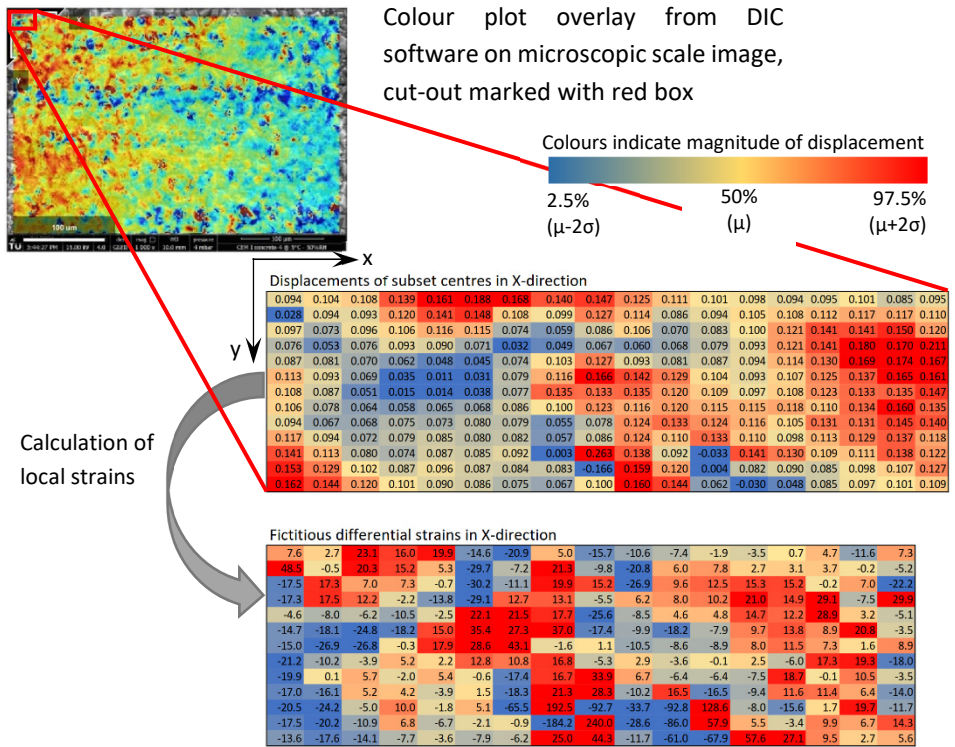 Colour plot overlay from DIC
software on microscopic scale image,
cut-out marked with red box
X
Y
100 um
Colours indicate magnitude of displacement
2.5% 50% 97.5%
(μ-2σ) (μ) (μ+2σ)
x
y
Displacements of subset centres in X-direction
0.094 0.104 0.108 0.139 0.161 0.188 0.168 0.140 0.147 0.125 0.111 0.101 0.098 0.094 0.095 0.101 0.085 0.095
0.028 0.094 0.093 0.120 0.141 0.148 0.108 0.099 0.127 0.114 0.086 0.094 0.105 0.108 0.112 0.117 0.117 0.110
0.097 0.073 0.096 0.106 0.116 0.115 0.074 0.059 0.086 0.106 0.070 0.083 0.100 0.121 0.141 0.141 0.150 0.120
0.076 0.053 0.076 0.093 0.090 0.071 0.032 0.049 0.067 0.060 0.068 0.079 0.093 0.121 0.141 0.180 0.170 0.211
0.087 0.081 0.070 0.062 0.048 0.045 0.074 0.103 0.127 0.093 0.081 0.087 0.094 0.114 0.130 0.169 0.174 0.167
0.113 0.093 0.069 0.035 0.011 0.031 0.079 0.116 0.166 0.142 0.129 0.104 0.093 0.107 0.125 0.137 0.165 0.161
0.108 0.087 0.051 0.015 0.014 0.038 0.077 0.135 0.133 0.135 0.120 0.109 0.098 0.123 0.133 0.135 0.147
0.106 0.078 0.064 0.058 0.065 0.068 0.086 0.100 0.123 0.116 0.120 0.115 0.115 0.118 0.110 0.134 0.160 0.135
0.094 0.067 0.068 0.075 0.073 0.080 0.079 0.055 0.078 0.124 0.133 0.124 0.116 0.105 0.131 0.131 0.145 0.140
0.117 0.094 0.072 0.079 0.085 0.080 0.082 0.057 0.086 0.124 0.110 0.133 0.110 0.098 0.113 0.129 0.137 0.118
0.141 0.113 0.080 0.074 0.087 0.085 0.092 0.003 0.263 0.138 0.092 -0.033 0.141 0.130 0.109 0.111 0.138 0.122
0.153 0.129 0.102 0.087 0.096 0.087 0.084 0.083 -0.166 0.159 0.120 0.004 0.082 0.090 0.085 0.098 0.107 0.127
0.162 0.144 0.120 0.101 0.090 0.086 0.075 0.067 0.100 0.160 0.144 0.062 -0.030 0.048 0.085 0.097 0.101 0.109
Calculation of
local strains
Fictitious differential strains in X-direction
7.6 2.7 23.1 16.0 19.9 -14.6 -20.9 5.0 -15.7 -10.6 -7.4 -1.9 -3.5 0.7 4.7 -11.6 7.3
48.5 -0.5 20.3 15.2 5.3 -29.7 -7.2 21.3 -9.8 -20.8 6.0 7.8 2.7 3.1 3.7 -0.2 -5.2
-17.5 17.3 7.0 7.3 -0.7 -30.2 -11.1 19.9 15.2 -26.9 9.6 12.5 15.3 15.2 -0.2 7.0 -22.2
-17.3 17.5 12.2 -2.2 -13.8 -29.1 12.7 13.1 -5.5 6.2 8.0 10.2 21.0 14.9 29.1 -7.5 29.9
-4.6 -8.0 -6.2 -10.5 -2.5 22.1 21.5 17.7 -25.6 -8.5 4.6 4.8 14.7 12.2 28.9 3.2 -5.1
-14.7 -18.1 -24.8 -18.2 15.0 35.4 27.3 37.0 -17.4 -9.9 -18.2 -7.9 9.7 13.8 8.9 20.8 -3.5
-15.0 -26.9 -26.8 -0.3 17.9 28.6 43.1 -1.6 1.1 -10.5 -8.6 -8.9 8.0 11.5 7.3 1.6 8.9
-21.2 -10.2 -3.9 5.2 2.2 12.8 10.8 16.8 -5.3 2.9 -3.6 -0.1 2.5 -6.0 17.3 19.3 -18.0
-19.9 0.1 5.7 -2.0 5.4 -0.6 -17.4 16.7 33.9 6.7 -6.4 -6.4 -7.5 18.7 -0.1 10.5 -3.5
-17.0 -16.1 5.2 4.2 -3.9 1.5 -18.3 21.3 28.3 -10.2 16.5 -16.5 -9.4 11.6 11.4 6.4 -14.0
-20.5 -24.2 -5.0 10.0 -1.8 5.1 -65.5 192.5 -92.7 -33.7 -92.8 128.6 -8.0 -15.6 1.7 19.7 -11.7
-17.5 -20.2 -10.9 6.8 -6.7 -2.1 -0.9 -184.2 240.0 -28.6 -86.0 57.9 5.5 -3.4 9.9 6.7 14.3
-13.6 -17.6 -14.1 -7.7 -3.6 -7.9 -6.2 25.0 44.3 -11.7 -61.0 -67.9 57.6 27.1 9.5 2.7 5.6